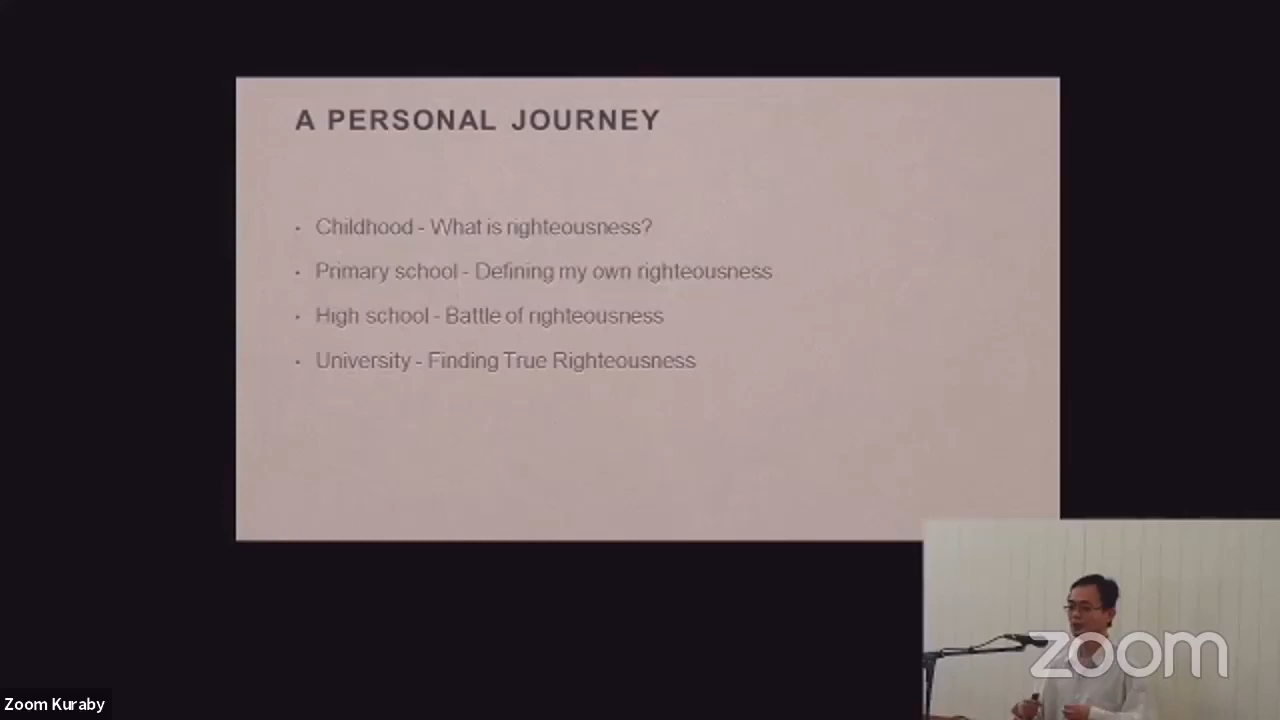 A PERSONAL JOURNEY
· Childhood - What is righteousness?
· Primary school - Defining my own righteousness
· High school - Battle of righteousness
· University - Finding True Righteousness
zoom
Zoom Kuraby